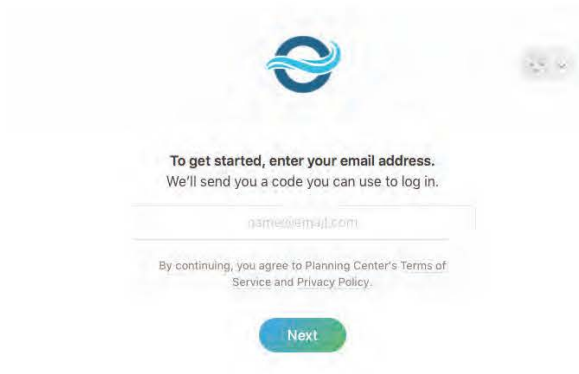 To get started, enter your email address.
We'll send you a code you can use to log in.
name@email.com
By continuing, you agree to Planning Center's Terms of
Service and Privacy Policy.
Next